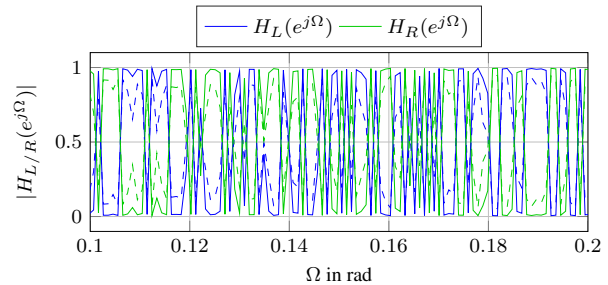 H_L(e^{jΩ}) H_R(e^{jΩ})
1
0.5
0
|H_{L/R}(e^{jΩ})|
0.1 0.12 0.14 0.16 0.18 0.2
Ω in rad